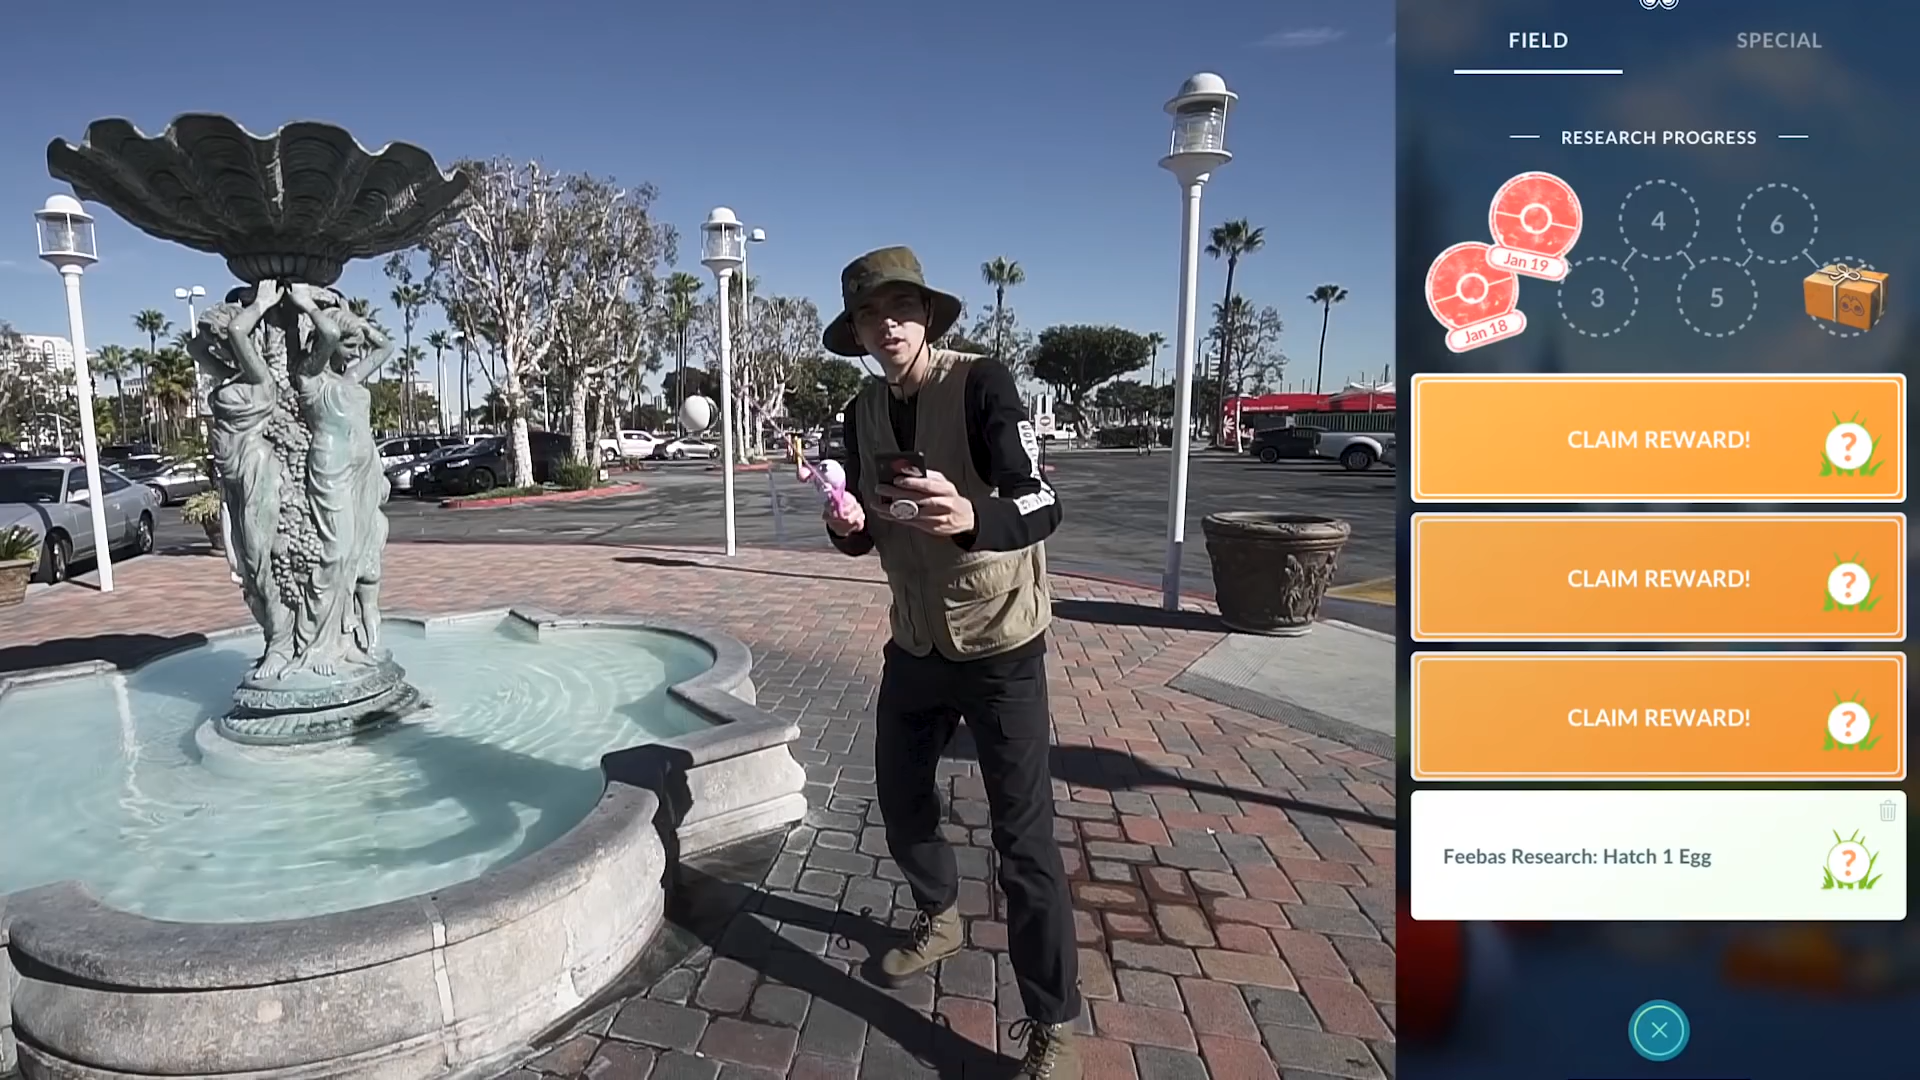 FIELD
SPECIAL
RESEARCH PROGRESS
4
6
Jan 19
3
5
Jan 18
CLAIM REWARD!
?
CLAIM REWARD!
?
CLAIM REWARD!
?
Feebas Research: Hatch 1 Egg
?